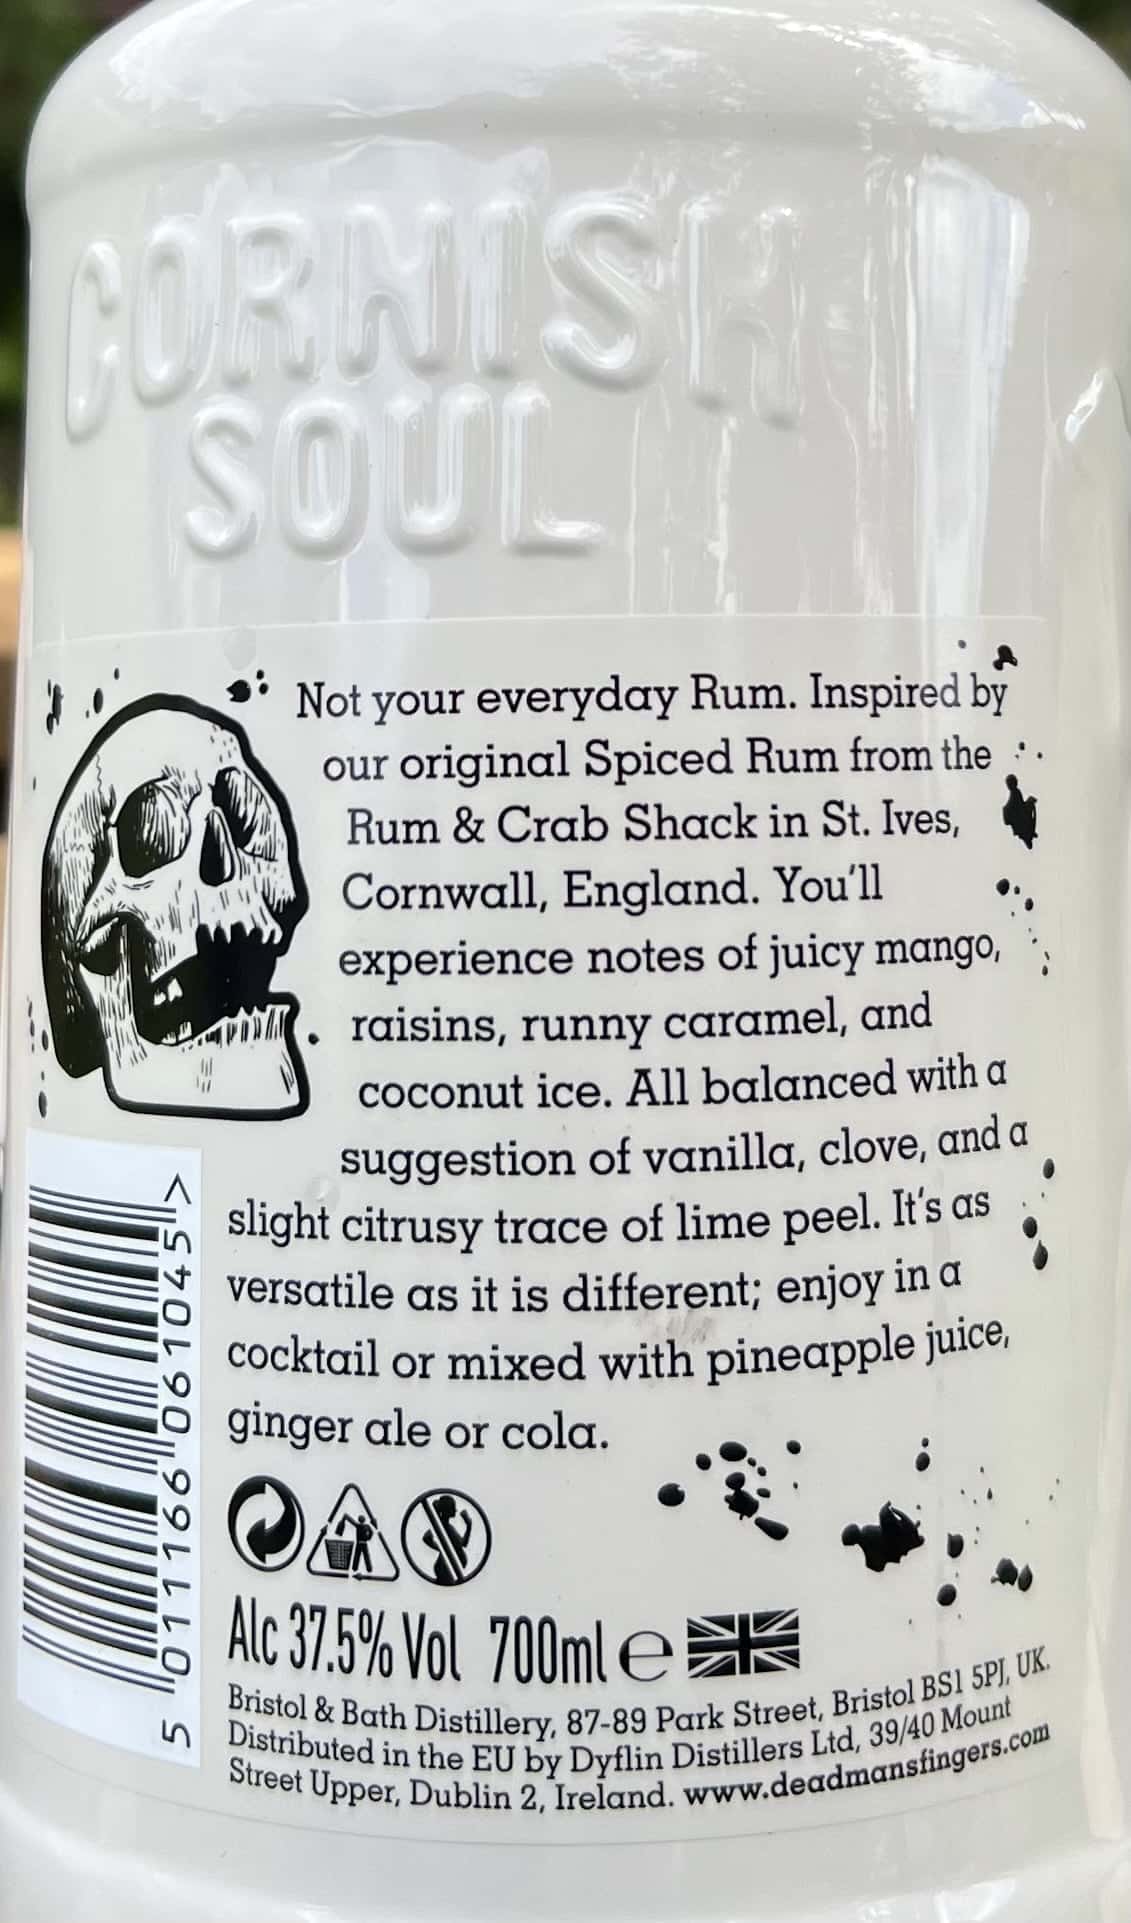 CORNISH
SOUL
Not your everyday Rum. Inspired by
our original Spiced Rum from the
Rum & Crab Shack in St. Ives,
Cornwall, England. You'll
experience notes of juicy mango,
raisins, runny caramel, and
coconut ice. All balanced with a
suggestion of vanilla, clove, and a
slight citrusy trace of lime peel. It's as
versatile as it is different; enjoy in a
cocktail or mixed with pineapple juice,
ginger ale or cola.
Alc 37.5% Vol 700ml e
Bristol & Bath Distillery, 87-89 Park Street, Bristol BS1 5PJ, UK.
Distributed in the EU by Dyflin Distillers Ltd, 39/40 Mount
Street Upper, Dublin 2, Ireland. www.deadmansfingers.com
5 011166 061045 >